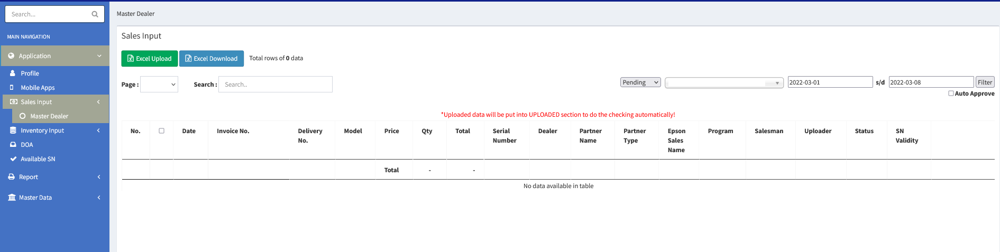 Search...
MAIN NAVIGATION
Application
Profile
Mobile Apps
Sales Input
Master Dealer
Inventory Input
DOA
Available SN
Report
Master Data
Master Dealer
Sales Input
Excel Upload Excel Download Total rows of 0 data
Page : Search : Search.. Pending 2022-03-01 s/d 2022-03-08 Filter
Auto Approve
*Uploaded data will be put into UPLOADED section to do the checking automatically!
No. Date Invoice No. Delivery Model Price Qty Total Serial Dealer Partner Partner Epson Program Salesman Uploader Status SN
No. Number Name Type Sales Validity
Name
Total - -
No data available in table